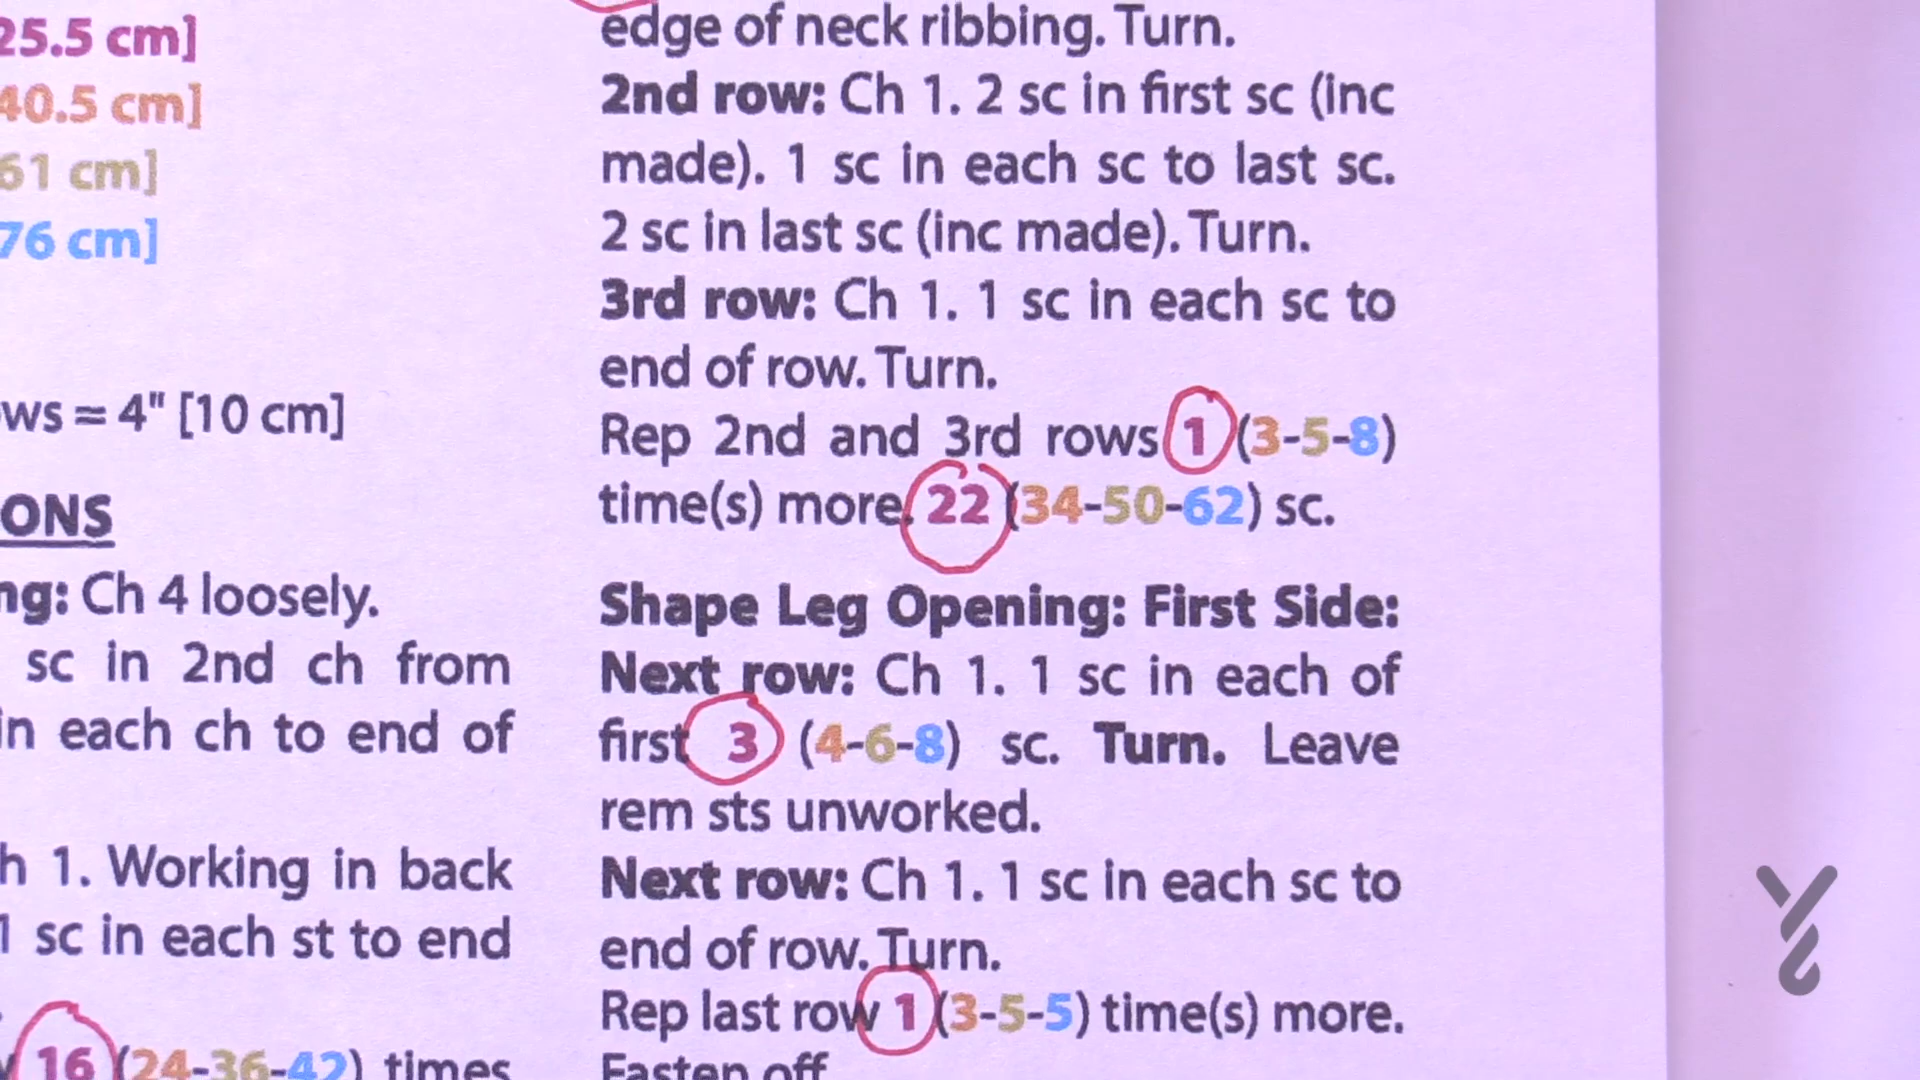 25.5 cm]
40.5 cm]
61 cm]
76 cm]
ws = 4" [10 cm]
ONS
ng: Ch 4 loosely.
sc in 2nd ch from
in each ch to end of
h 1. Working in back
1 sc in each st to end
16 (24-36-42) times
edge of neck ribbing. Turn.
2nd row: Ch 1. 2 sc in first sc (inc
made). 1 sc in each sc to last sc.
2 sc in last sc (inc made). Turn.
3rd row: Ch 1. 1 sc in each sc to
end of row. Turn.
Rep 2nd and 3rd rows 1 (3-5-8)
time(s) more. 22 (34-50-62) sc.
Shape Leg Opening: First Side:
Next row: Ch 1. 1 sc in each of
first 3 (4-6-8) sc. Turn. Leave
rem sts unworked.
Next row: Ch 1. 1 sc in each sc to
end of row. Turn.
Rep last row 1 (3-5-5) time(s) more.
Fasten off